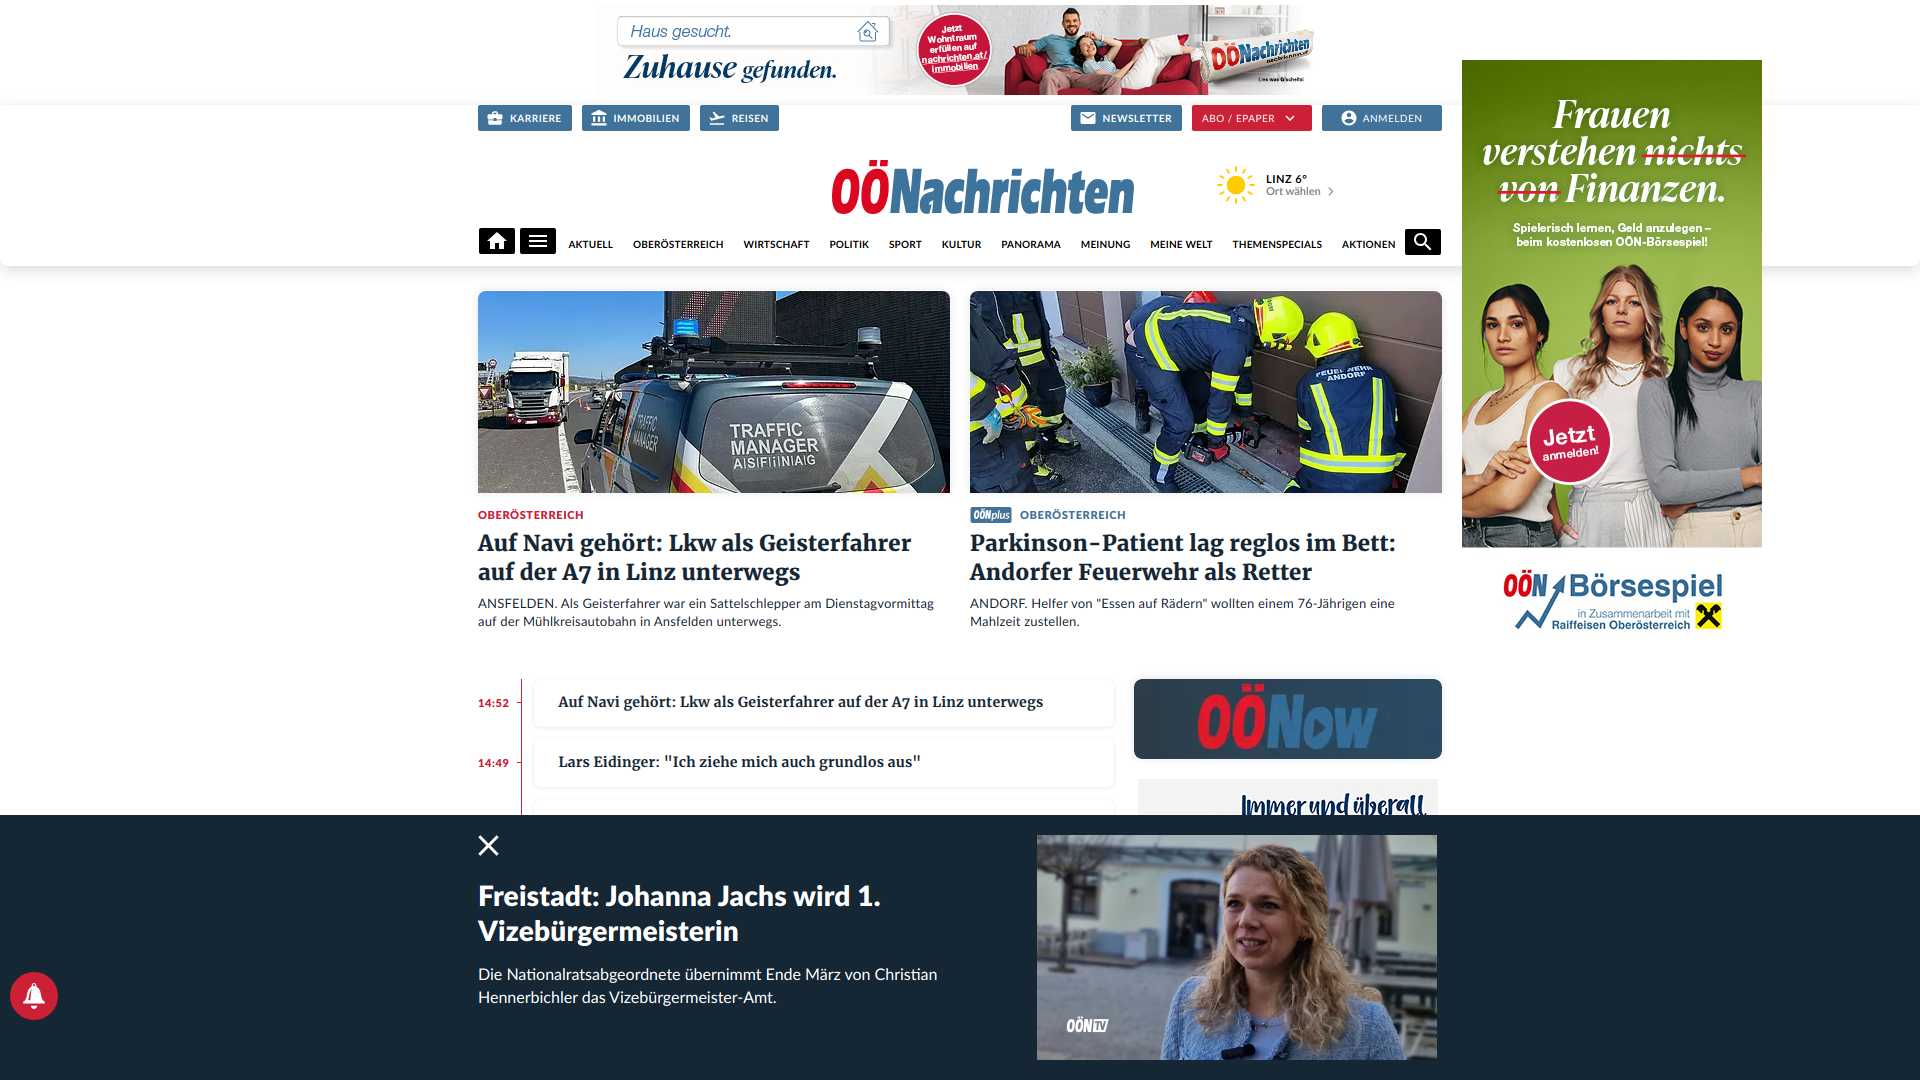 Haus gesucht.
Zuhause gefunden.
Jetzt
Wohntraum
erfüllen auf
nachrichten.at/
immobilien
OÖNachrichten
Lies was G'scheits!
KARRIERE
IMMOBILIEN
REISEN
NEWSLETTER
ABO / EPAPER
ANMELDEN
OÖNachrichten
LINZ 6°
Ort wählen
AKTUELL
OBERÖSTERREICH
WIRTSCHAFT
POLITIK
SPORT
KULTUR
PANORAMA
MEINUNG
MEINE WELT
THEMENSPECIALS
AKTIONEN
Frauen
verstehen nichts
von Finanzen.
Spielerisch lernen, Geld anzulegen –
beim kostenlosen OÖN-Börsespiel!
Jetzt
anmelden!
OÖN Börsespiel
in Zusammenarbeit mit
Raiffeisen Oberösterreich
TRAFFIC
MANAGER
TRAFFIC
MANAGER
A|S|F|i|N|A|G
FEUERWEHR
ANDORF
OBERÖSTERREICH
Auf Navi gehört: Lkw als Geisterfahrer
auf der A7 in Linz unterwegs
ANSFELDEN. Als Geisterfahrer war ein Sattelschlepper am Dienstagvormittag
auf der Mühlkreisautobahn in Ansfelden unterwegs.
OÖNplus OBERÖSTERREICH
Parkinson-Patient lag reglos im Bett:
Andorfer Feuerwehr als Retter
ANDORF. Helfer von "Essen auf Rädern" wollten einem 76-Jährigen eine
Mahlzeit zustellen.
14:52
Auf Navi gehört: Lkw als Geisterfahrer auf der A7 in Linz unterwegs
14:49
Lars Eidinger: "Ich ziehe mich auch grundlos aus"
OÖNow
Immer und überall
Freistadt: Johanna Jachs wird 1.
Vizebürgermeisterin
Die Nationalratsabgeordnete übernimmt Ende März von Christian
Hennerbichler das Vizebürgermeister-Amt.
OÖNTV